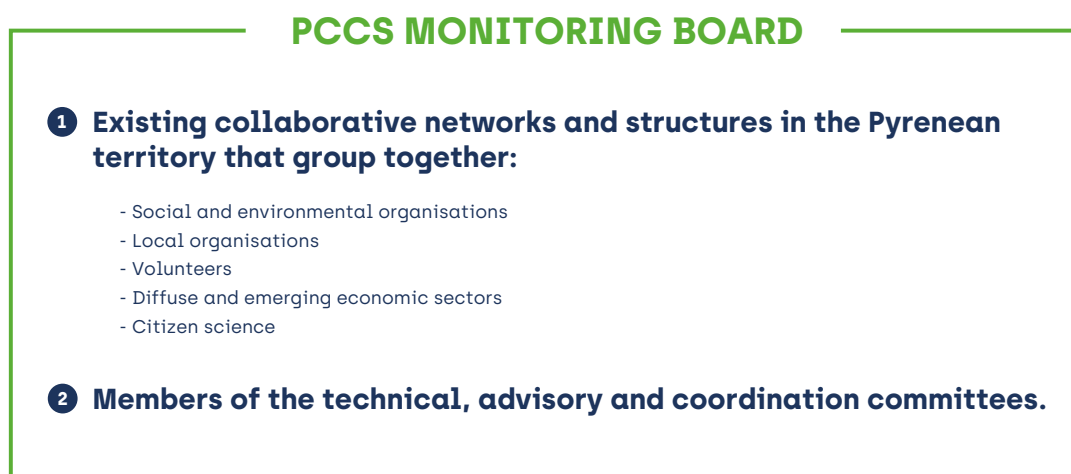 PCCS MONITORING BOARD
1 Existing collaborative networks and structures in the Pyrenean
territory that group together:
- Social and environmental organisations
- Local organisations
- Volunteers
- Diffuse and emerging economic sectors
- Citizen science
2 Members of the technical, advisory and coordination committees.